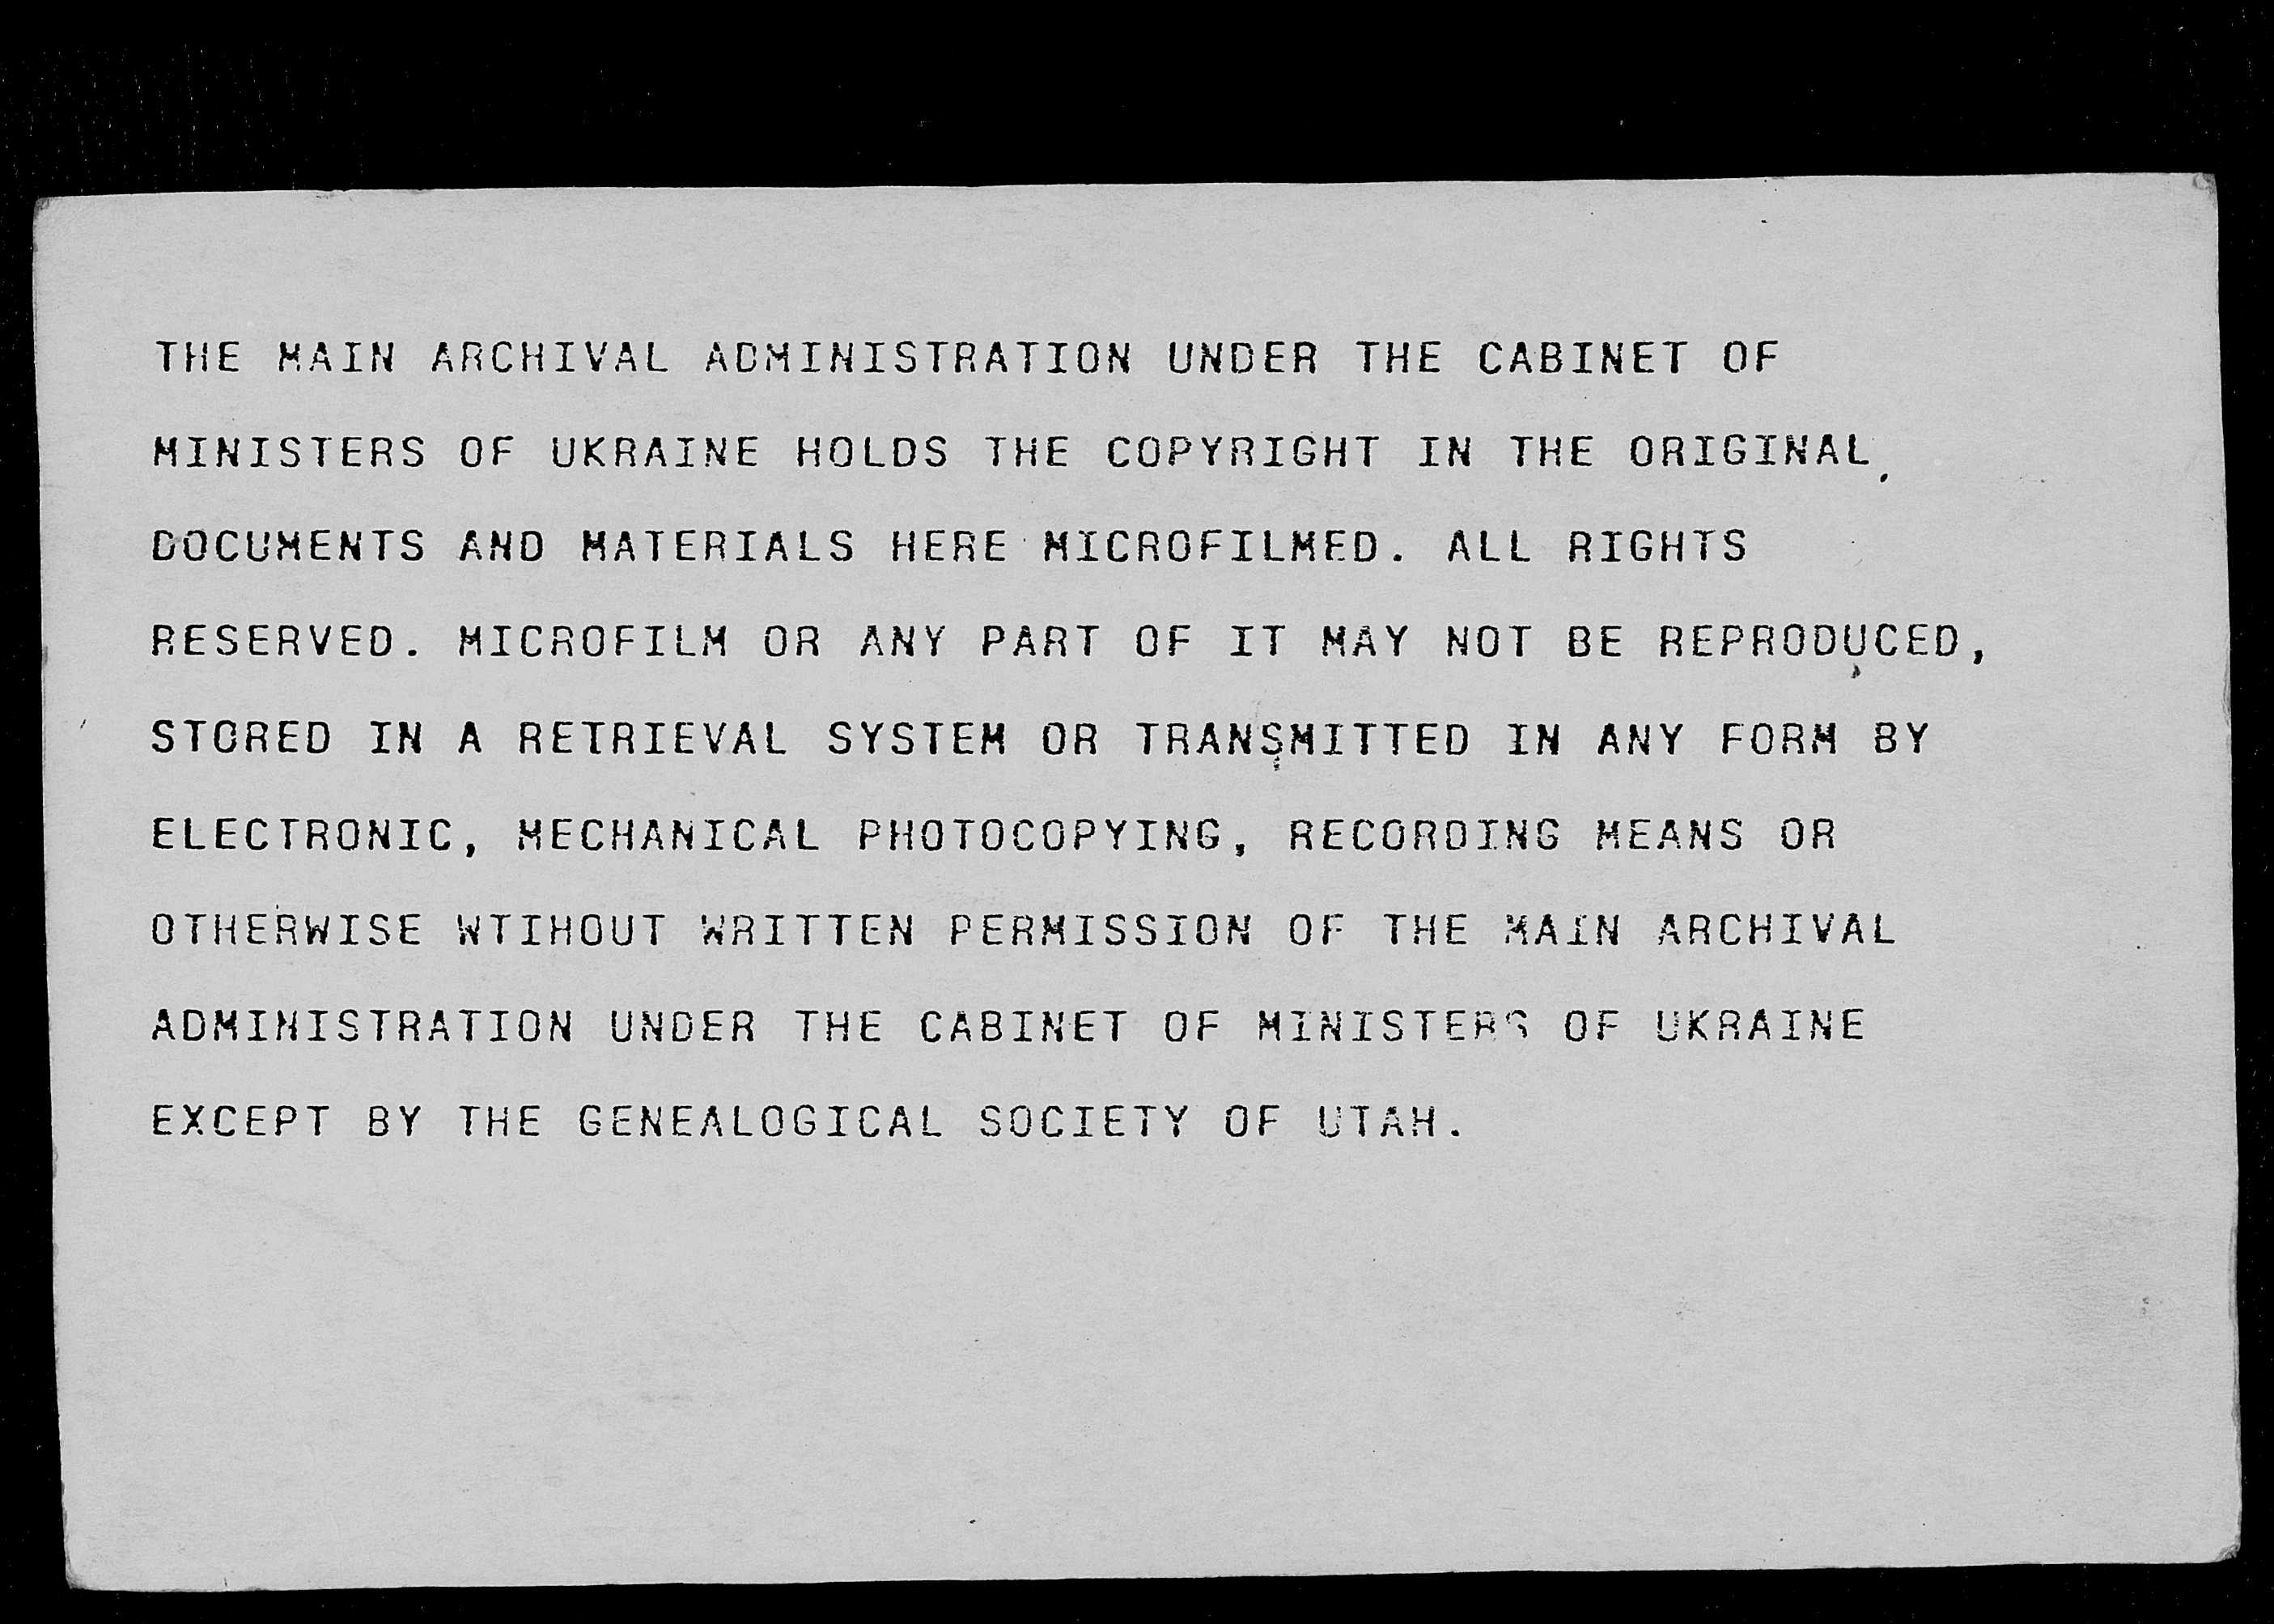 THE MAIN ARCHIVAL ADMINISTRATION UNDER THE CABINET OF
MINISTERS OF UKRAINE HOLDS THE COPYRIGHT IN THE ORIGINAL
DOCUMENTS AND MATERIALS HERE MICROFILMED. ALL RIGHTS
RESERVED. MICROFILM OR ANY PART OF IT MAY NOT BE REPRODUCED,
STORED IN A RETRIEVAL SYSTEM OR TRANSMITTED IN ANY FORM BY
ELECTRONIC, MECHANICAL PHOTOCOPYING, RECORDING MEANS OR
OTHERWISE WTIHOUT WRITTEN PERMISSION OF THE MAIN ARCHIVAL
ADMINISTRATION UNDER THE CABINET OF MINISTERS OF UKRAINE
EXCEPT BY THE GENEALOGICAL SOCIETY OF UTAH.